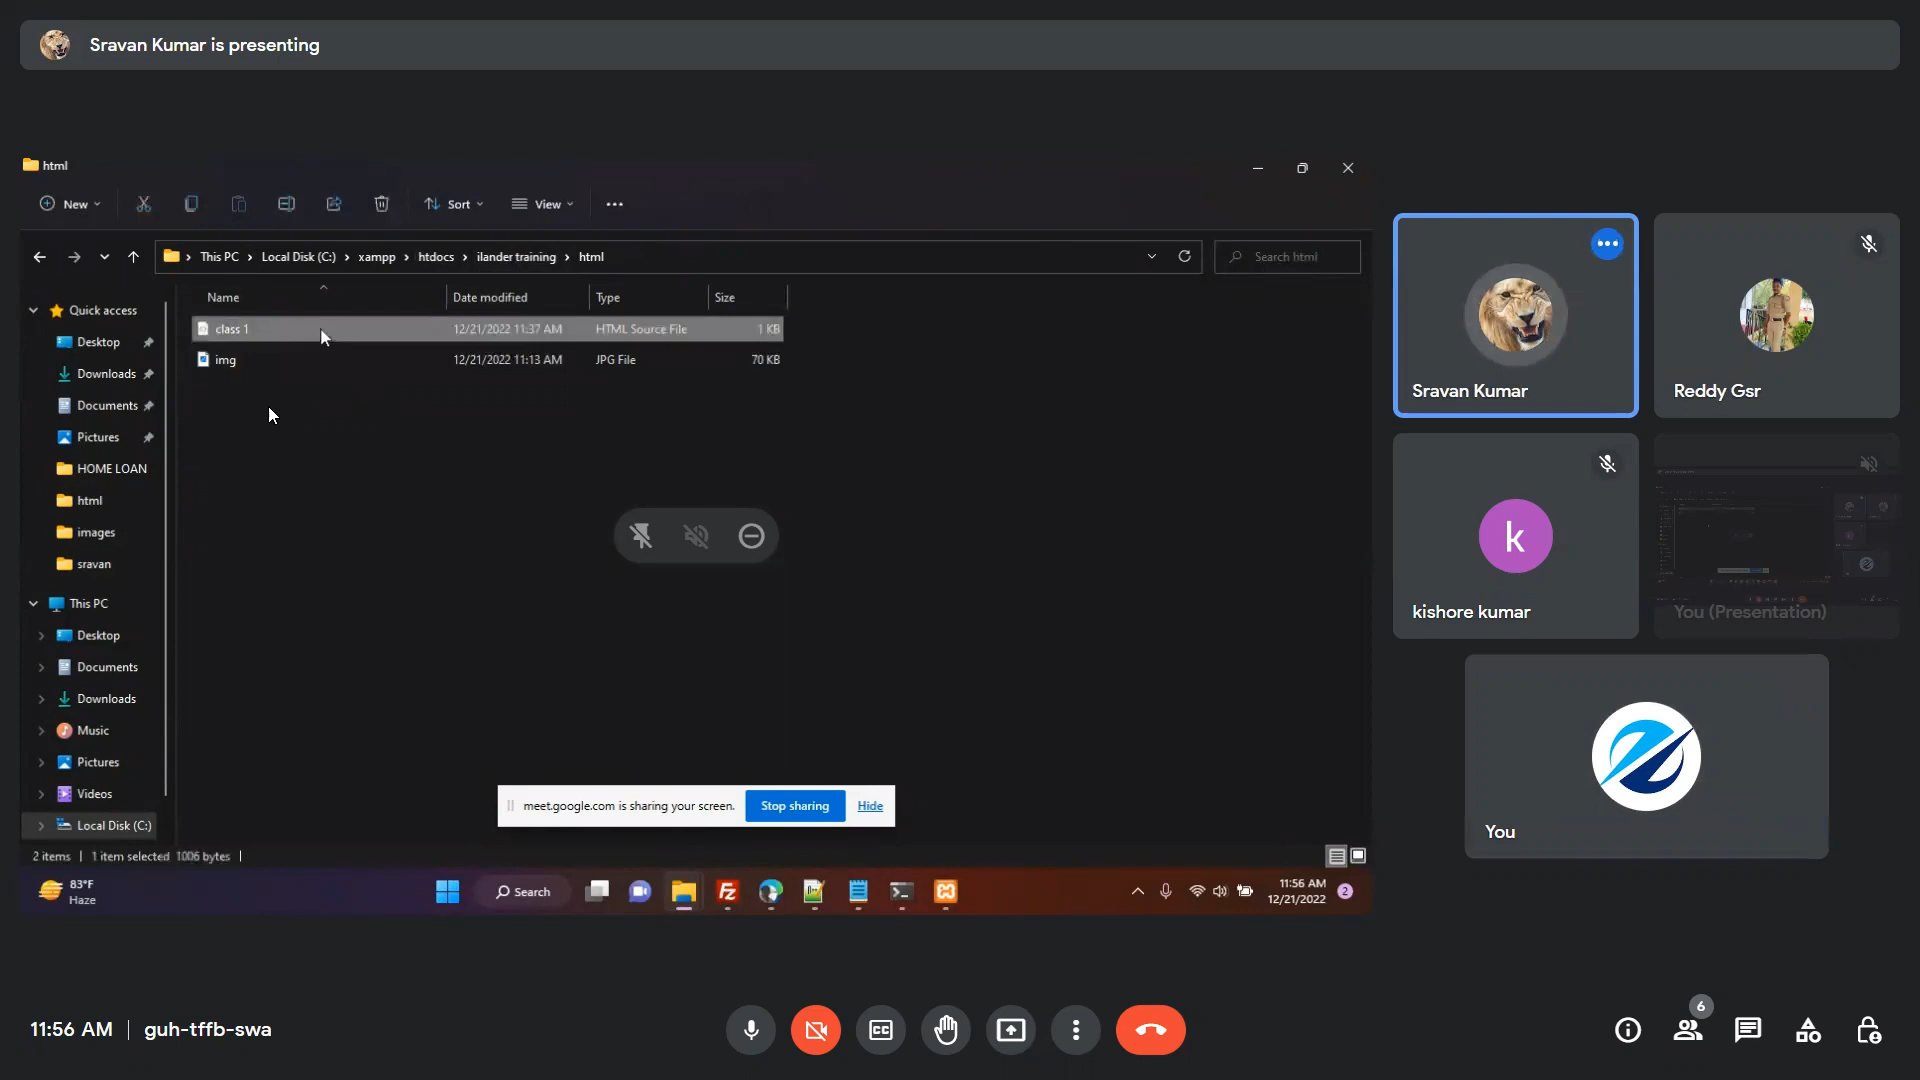 Sravan Kumar is presenting
html
New
Sort
View
This PC
Local Disk (C:)
xampp
htdocs
ilander training
html
Search html
Name
Date modified
Type
Size
class 1
12/21/2022 11:37 AM
HTML Source File
1 KB
img
12/21/2022 11:13 AM
JPG File
70 KB
Quick access
Desktop
Downloads
Documents
Pictures
HOME LOAN
html
images
sravan
This PC
Desktop
Documents
Downloads
Music
Pictures
Videos
Local Disk (C:)
meet.google.com is sharing your screen.
Stop sharing
Hide
2 items
1 item selected 1006 bytes
83°F
Haze
Search
11:56 AM
12/21/2022
2
Sravan Kumar
Reddy Gsr
k
kishore kumar
You (Presentation)
You
11:56 AM
guh-tffb-swa
6